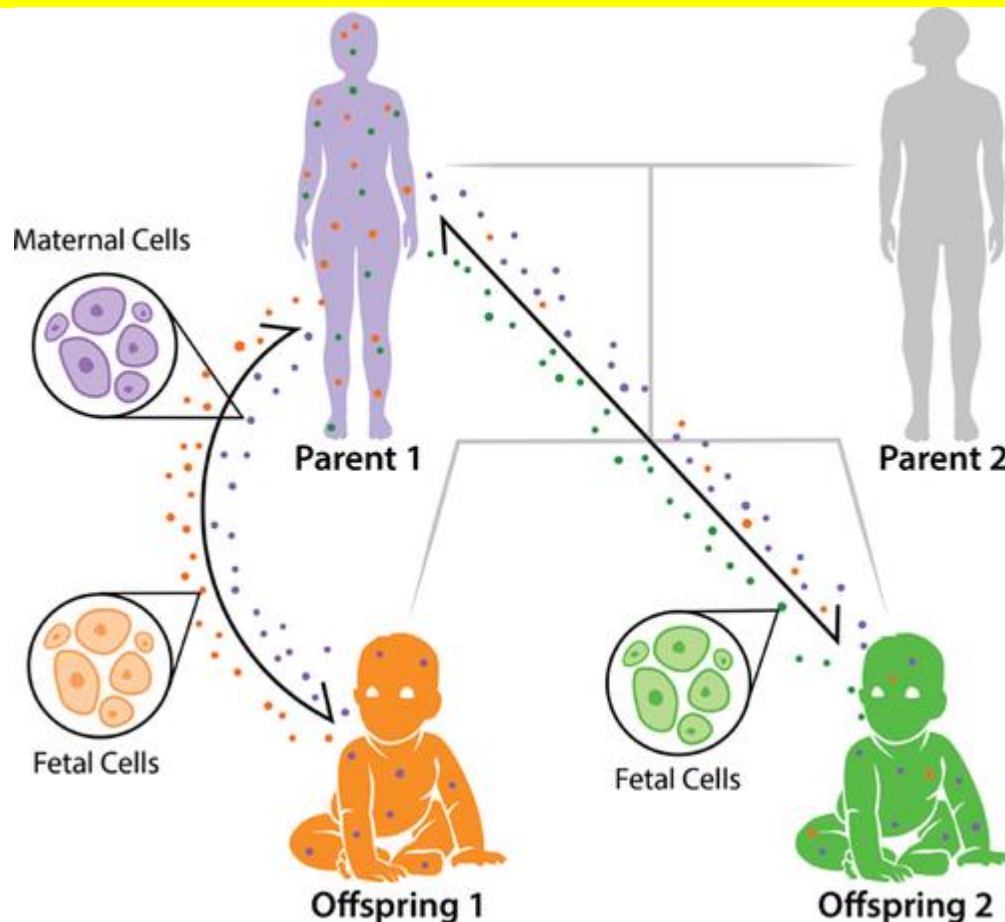 Maternal Cells
Parent 1
Parent 2
Fetal Cells
Fetal Cells
Offspring 1
Offspring 2